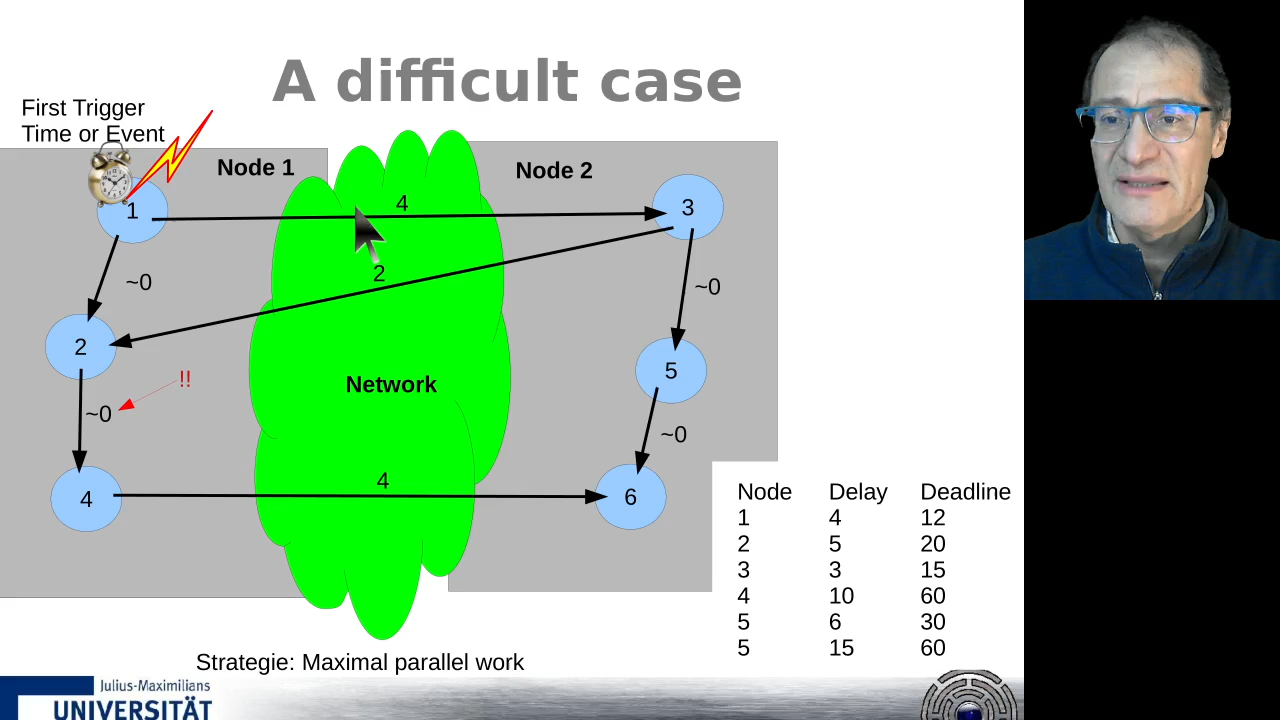 A difficult case
First Trigger
Time or Event
Node 1
Node 2
1
4
3
2
~0
~0
2
5
!!
~0
Network
~0
4
4
6
Node Delay Deadline
1 4 12
2 5 20
3 3 15
4 10 60
5 6 30
5 15 60
Strategie: Maximal parallel work
Julius-Maximilians
UNIVERSITÄT